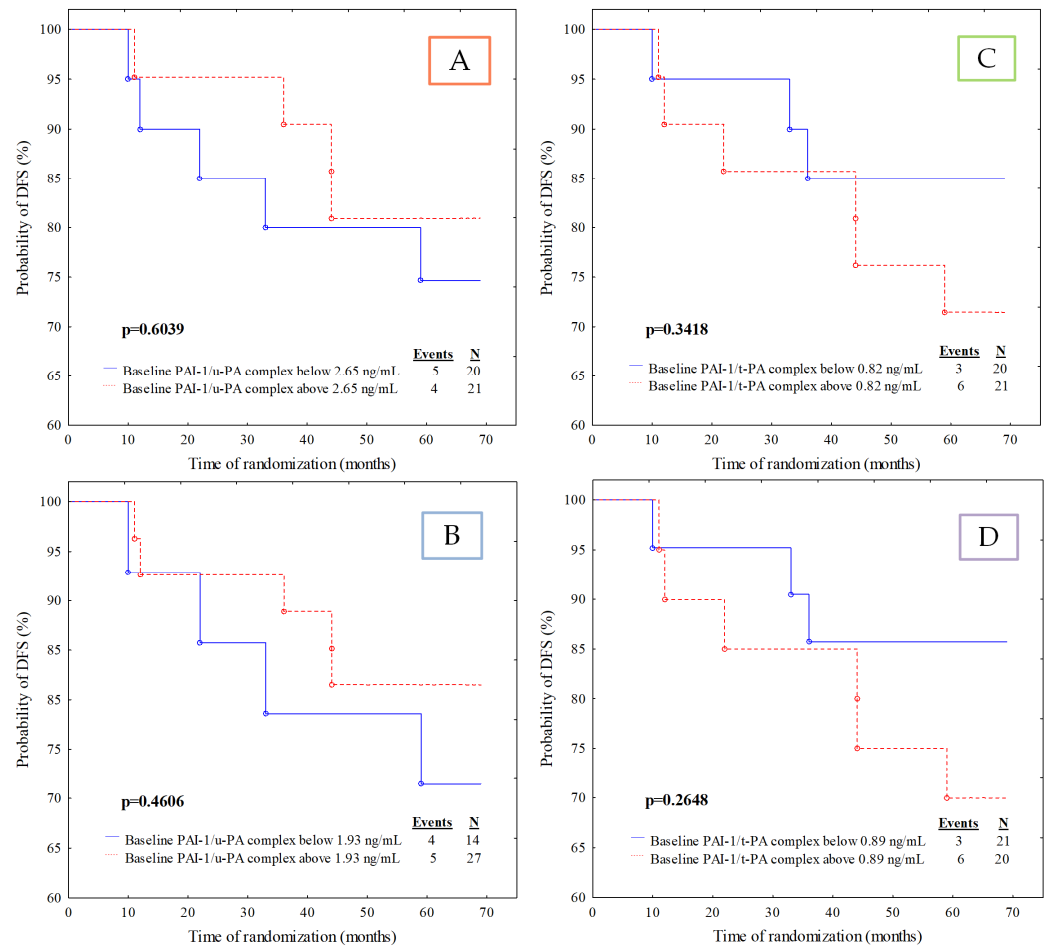 100
95
90
85
80
75
70
65
60
Probability of DFS (%)
A
p=0.6039
Events N
Baseline PAI-1/u-PA complex below 2.65 ng/mL 5 20
Baseline PAI-1/u-PA complex above 2.65 ng/mL 4 21
0 10 20 30 40 50 60 70
Time of randomization (months)
100
95
90
85
80
75
70
65
60
Probability of DFS (%)
C
p=0.3418
Events N
Baseline PAI-1/t-PA complex below 0.82 ng/mL 3 20
Baseline PAI-1/t-PA complex above 0.82 ng/mL 6 21
0 10 20 30 40 50 60 70
Time of randomization (months)
100
95
90
85
85
75
70
65
60
Probability of DFS (%)
B
p=0.4606
Events N
Baseline PAI-1/u-PA complex below 1.93 ng/mL 4 14
Baseline PAI-1/u-PA complex above 1.93 ng/mL 5 27
0 10 20 30 40 50 60 70
Time of randomization (months)
100
95
90
85
80
75
70
65
60
Probability of DFS (%)
D
p=0.2648
Events N
Baseline PAI-1/t-PA complex below 0.89 ng/mL 3 21
Baseline PAI-1/t-PA complex above 0.89 ng/mL 6 20
0 10 20 30 40 50 60 70
Time of randomization (months)